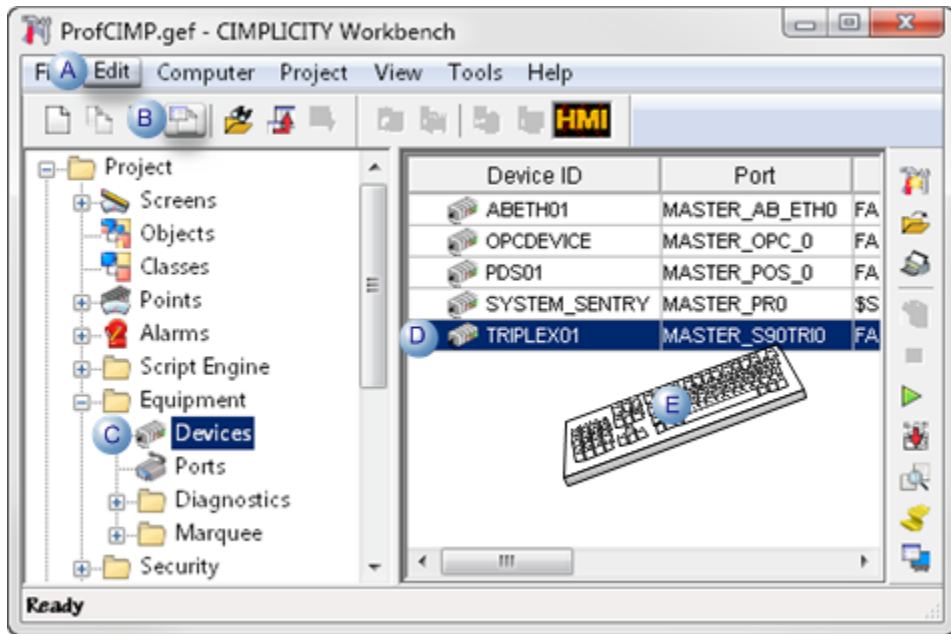 ProfCIMP.gef - CIMPLICITY Workbench
Fi A Edit Computer Project View Tools Help
B
HMI
Project
Screens
Objects
Classes
Points
Alarms
Script Engine
Equipment
C Devices
Ports
Diagnostics
Marquee
Security
Device ID Port
ABETH01 MASTER_AB_ETH0 FA
OPCDEVICE MASTER_OPC_0 FA
PDS01 MASTER_POS_0 FA
SYSTEM_SENTRY MASTER_PR0 $S
D TRIPLEX01 MASTER_S90TRI0 FA
E
Ready